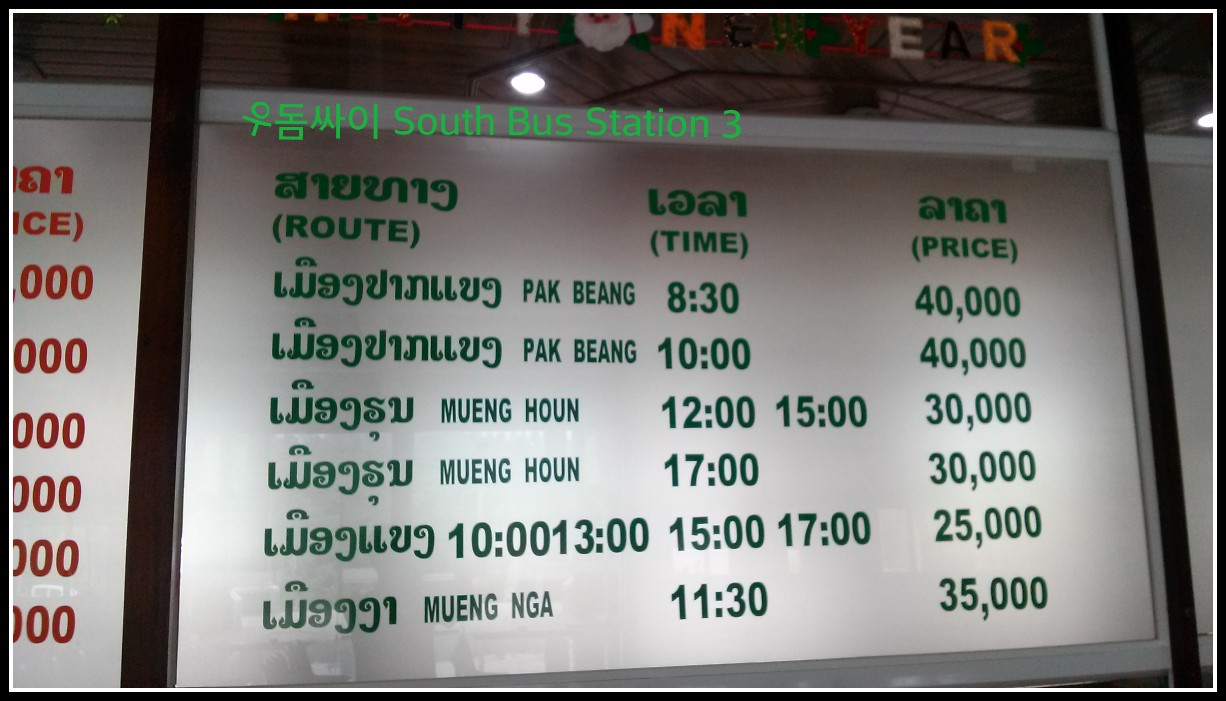 NEW YEAR
우돔싸이 South Bus Station 3
ສາຍທາງ ເວລາ ລາຄາ
(ROUTE) (TIME) (PRICE)
ເມືອງປາກແບງ PAK BEANG 8:30 40,000
ເມືອງປາກແບງ PAK BEANG 10:00 40,000
ເມືອງຮຸນ MUENG HOUN 12:00 15:00 30,000
ເມືອງຮຸນ MUENG HOUN 17:00 30,000
ເມືອງແບງ 10:0013:00 15:00 17:00 25,000
ເມືອງງາ MUENG NGA 11:30 35,000